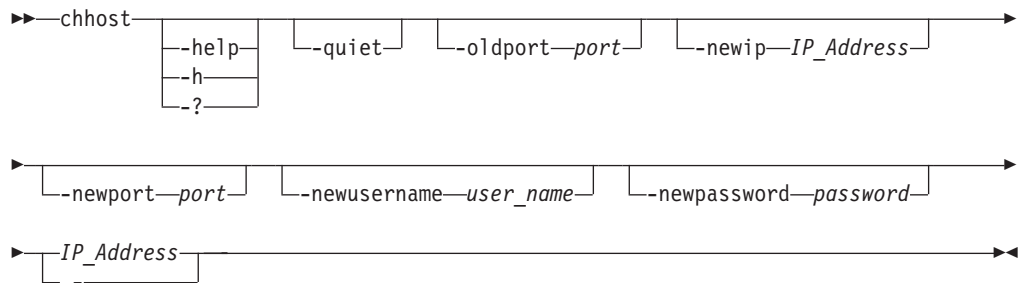 chhost -help -quiet -oldport port -newip IP_Address
-h
-?
-newport port -newusername user_name -newpassword password
IP_Address